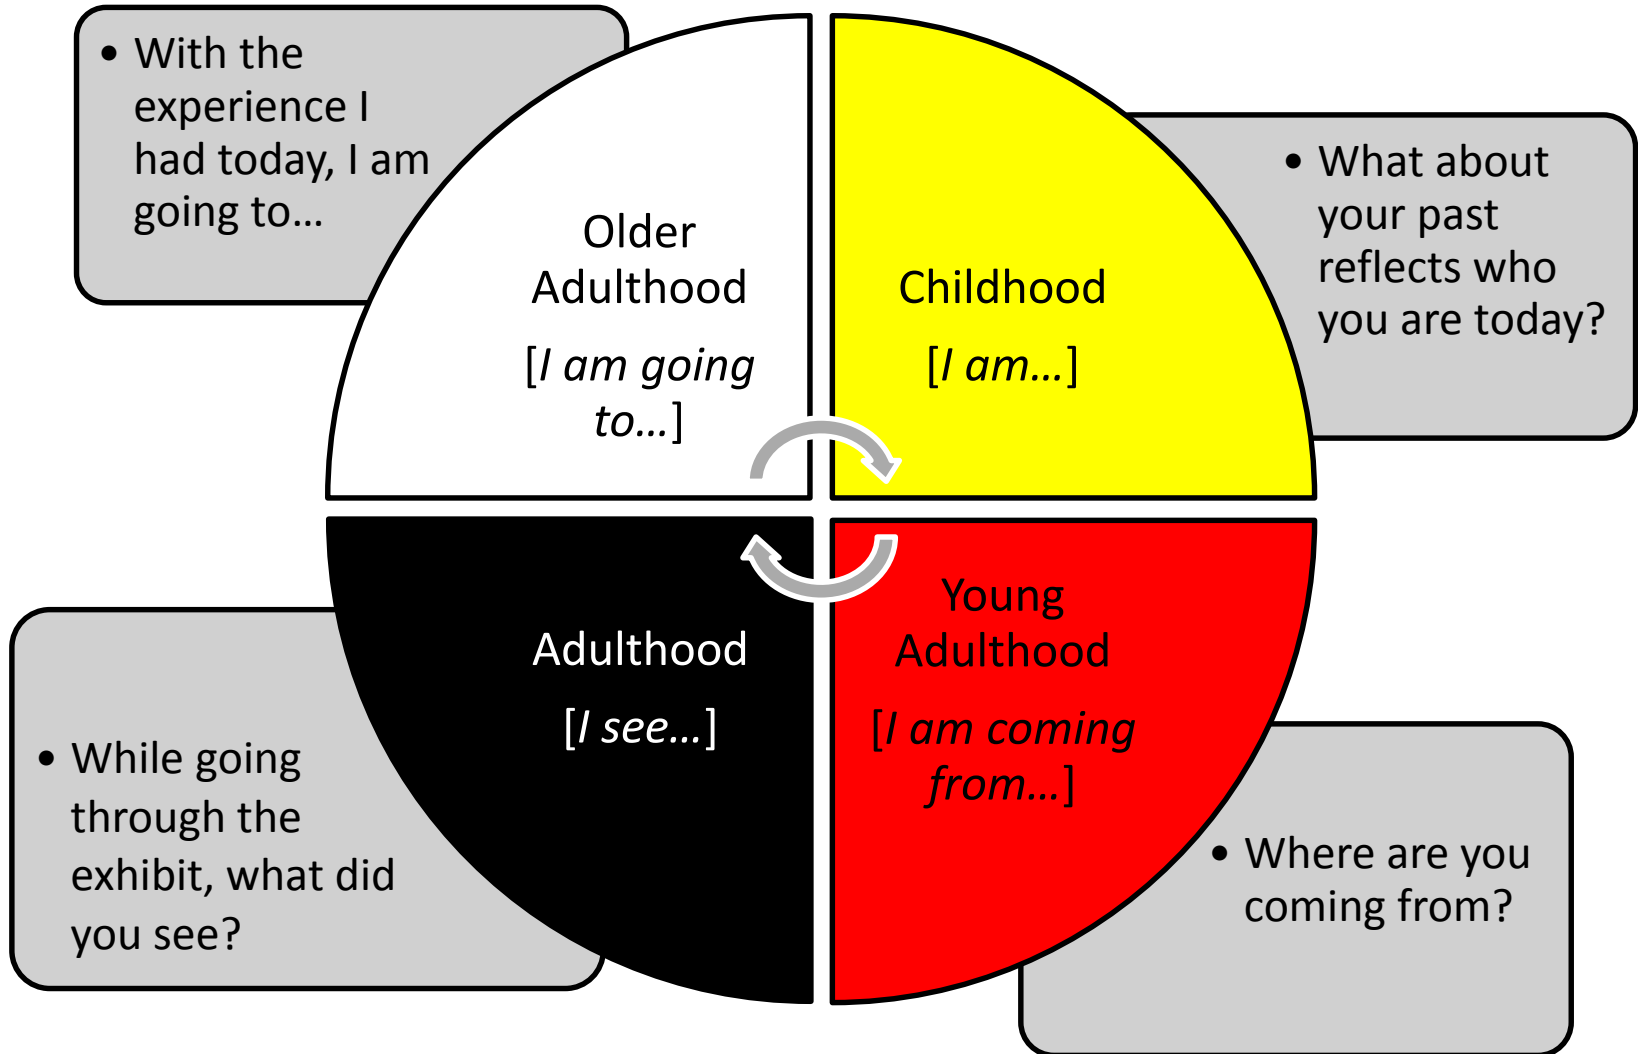 • With the
experience I
had today, I am
going to…
• What about
your past
reflects who
you are today?
Older
Adulthood
[I am going
to…]
Childhood
[I am…]
Adulthood
[I see…]
Young
Adulthood
[I am coming
from…]
• While going
through the
exhibit, what did
you see?
• Where are you
coming from?